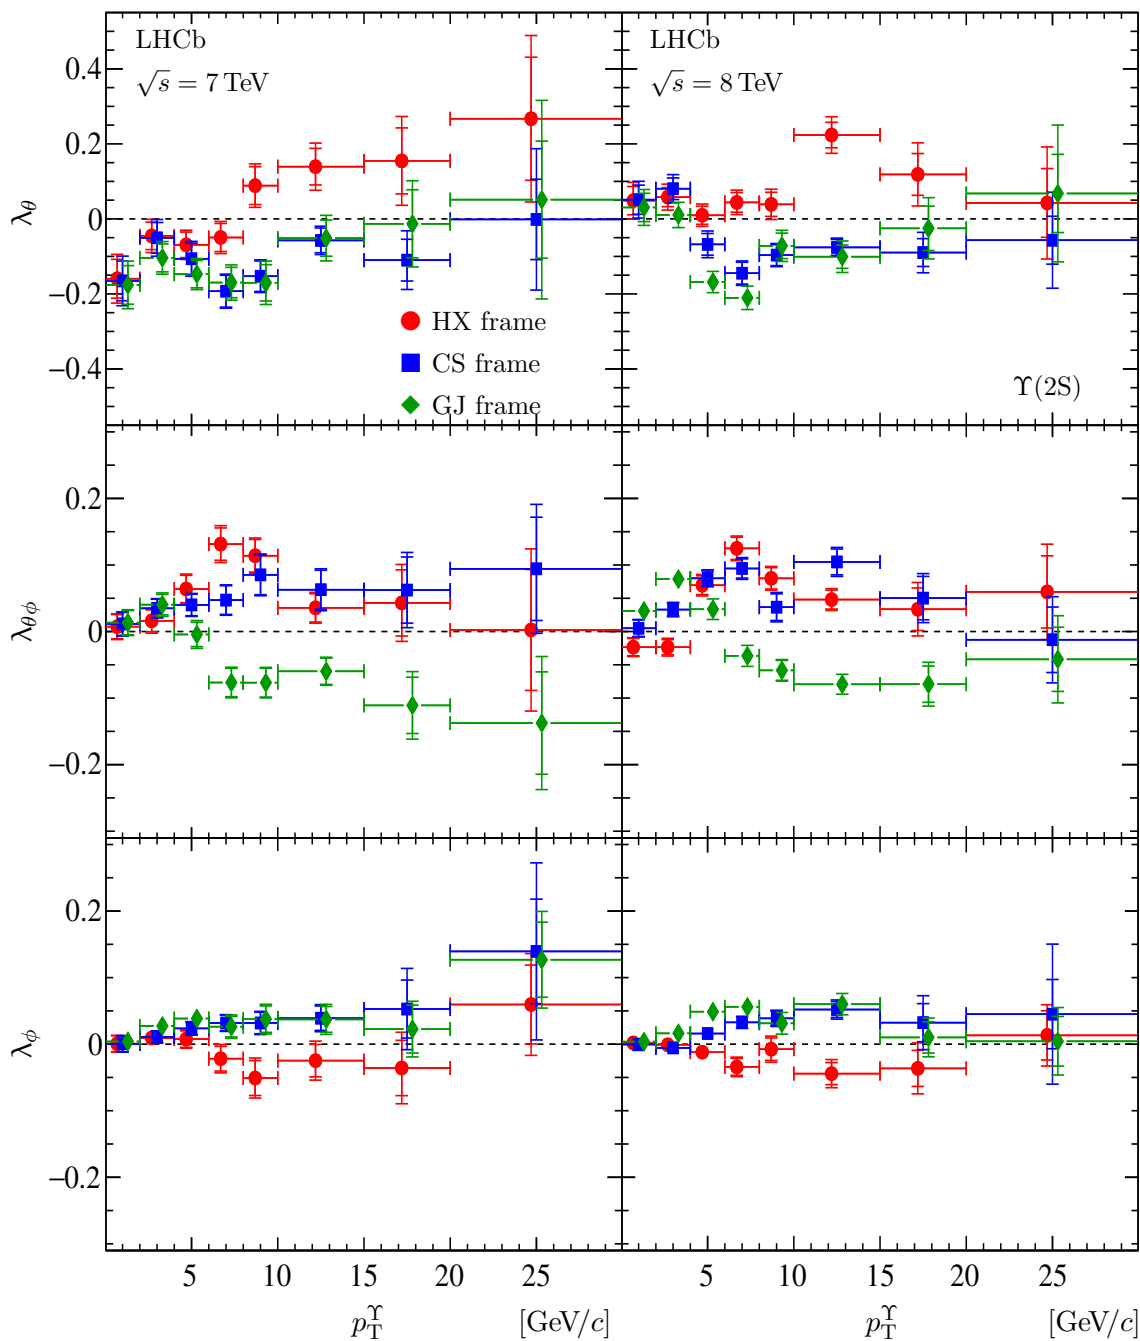 LHCb
√s = 7 TeV
LHCb
√s = 8 TeV
λθ
0.4
0.2
0
−0.2
−0.4
HX frame
CS frame
GJ frame
Υ(2S)
λθϕ
0.2
0
−0.2
λϕ
0.2
0
−0.2
5 10 15 20 25
5 10 15 20 25
pTΥ [GeV/c]
pTΥ [GeV/c]